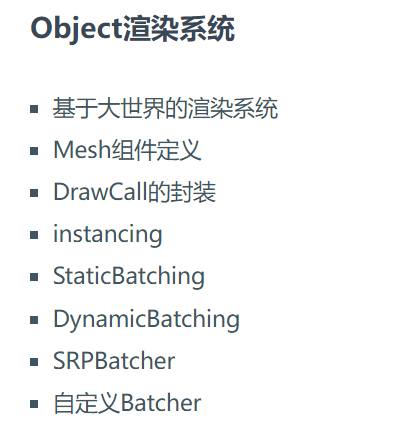 Object渲染系统
基于大世界的渲染系统
Mesh组件定义
DrawCall的封装
instancing
StaticBatching
DynamicBatching
SRPBatcher
自定义Batcher